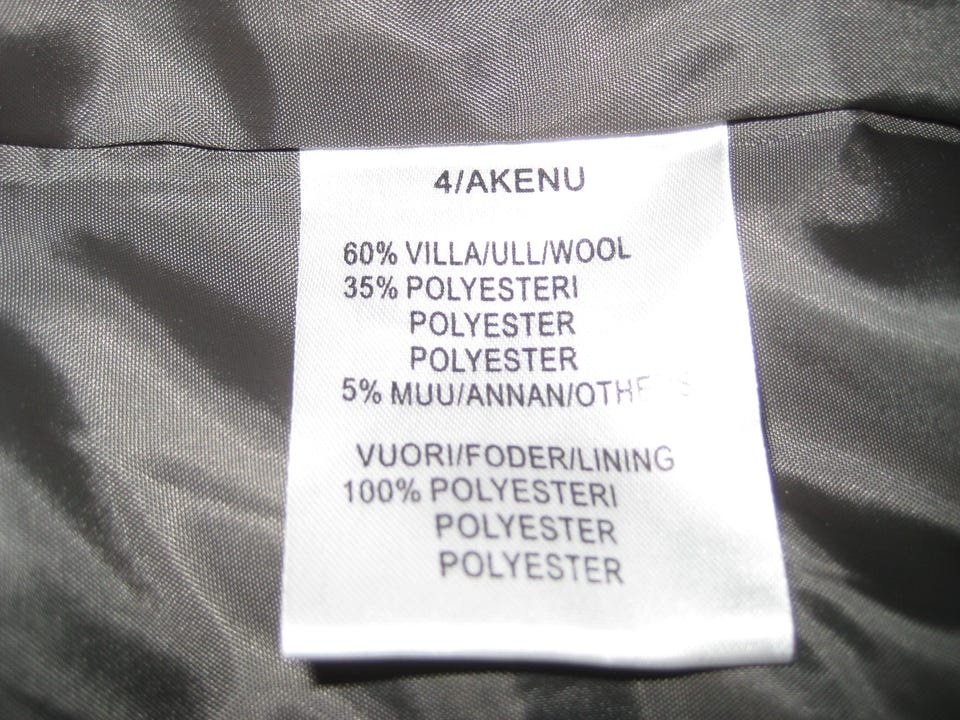 4/AKENU
60% VILLA/ULL/WOOL
35% POLYESTERI
POLYESTER
POLYESTER
5% MUU/ANNAN/OTHERS
VUORI/FODER/LINING
100% POLYESTERI
POLYESTER
POLYESTER